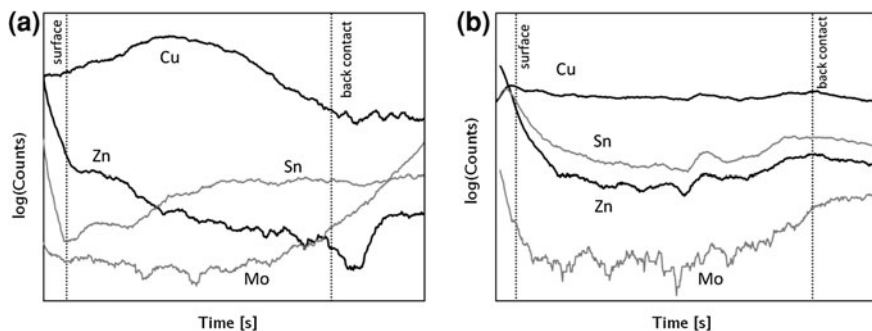 (a)
surface
Cu
back contact
Zn
Sn
Mo
log(Counts)
Time [s]
(b)
surface
Cu
back contact
Sn
Zn
Mo
log(Counts)
Time [s]